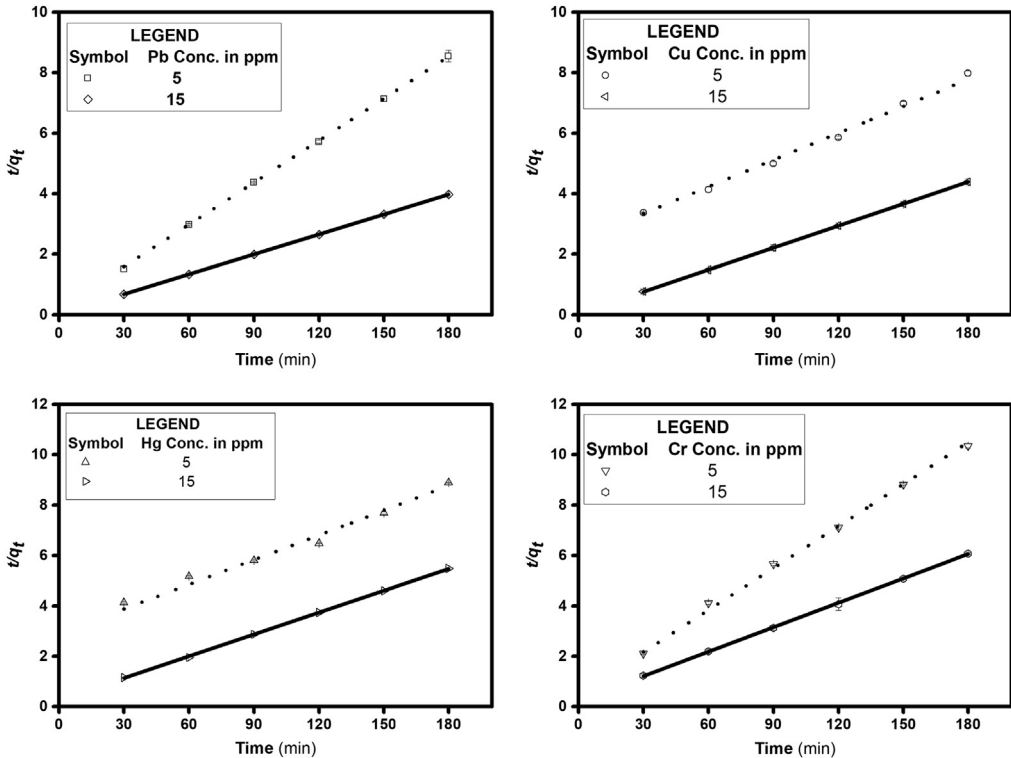 LEGEND
Symbol Pb Conc. in ppm
5
15
t/qt
10
8
6
4
2
0
0 30 60 90 120 150 180
Time (min)
LEGEND
Symbol Cu Conc. in ppm
5
15
t/qt
10
8
6
4
2
0
0 30 60 90 120 150 180
Time (min)
LEGEND
Symbol Hg Conc. in ppm
5
15
t/qt
12
10
8
6
4
2
0
0 30 60 90 120 150 180
Time (min)
LEGEND
Symbol Cr Conc. in ppm
5
15
t/qt
12
10
8
6
4
2
0
0 30 60 90 120 150 180
Time (min)